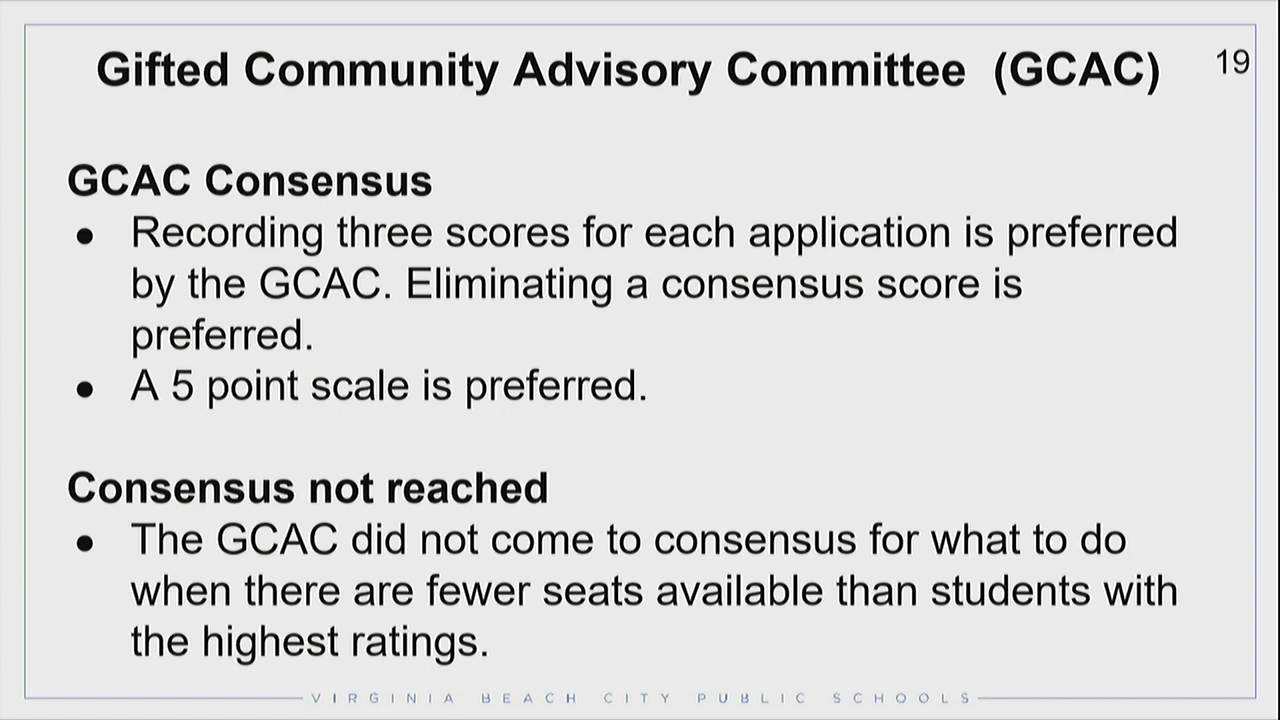 Gifted Community Advisory Committee (GCAC)
19
GCAC Consensus
● Recording three scores for each application is preferred
by the GCAC. Eliminating a consensus score is
preferred.
● A 5 point scale is preferred.
Consensus not reached
● The GCAC did not come to consensus for what to do
when there are fewer seats available than students with
the highest ratings.
VIRGINIA BEACH CITY PUBLIC SCHOOLS